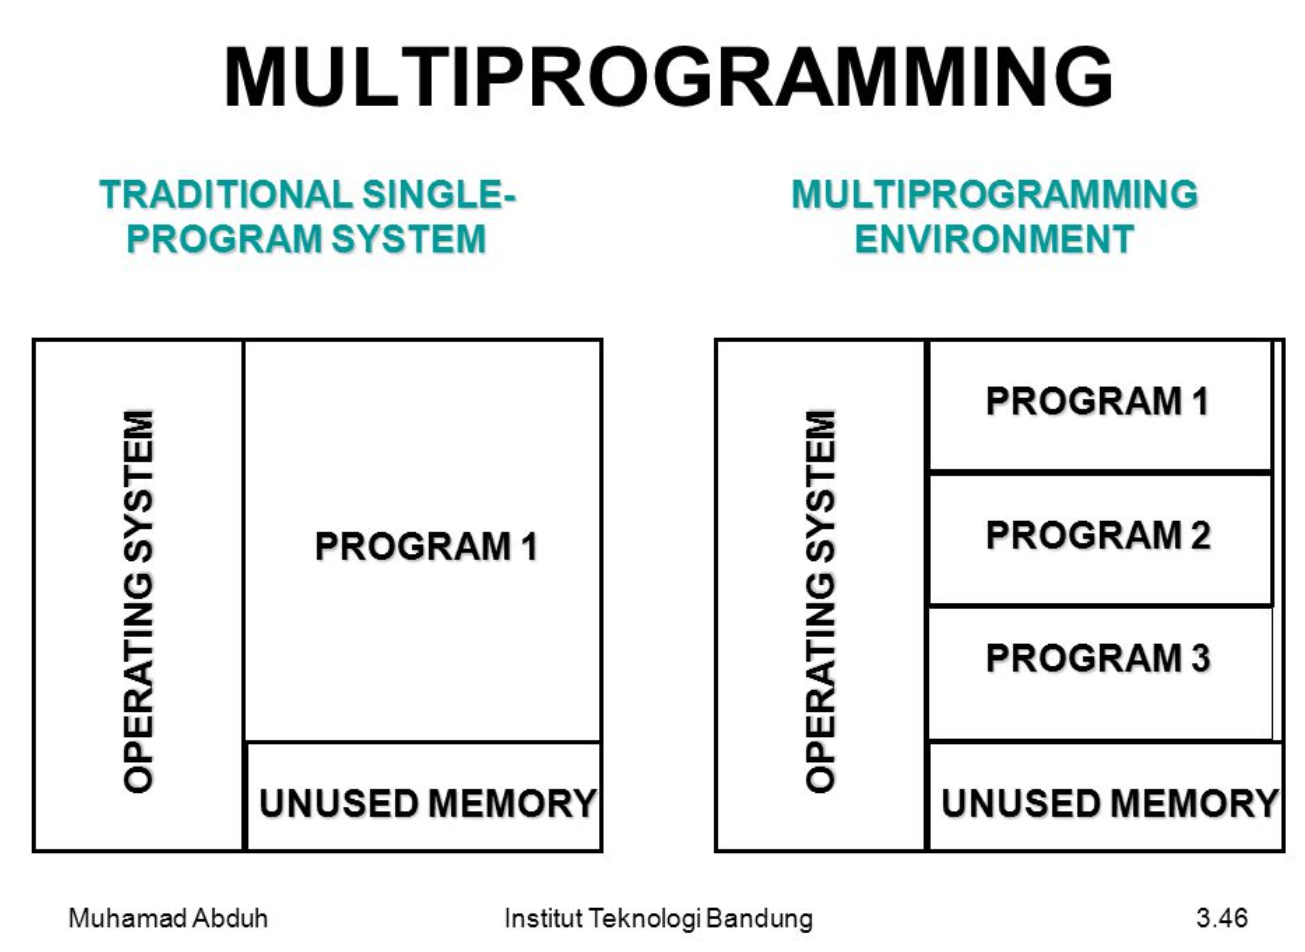 MULTIPROGRAMMING
TRADITIONAL SINGLE-
PROGRAM SYSTEM
OPERATING SYSTEM
PROGRAM 1
UNUSED MEMORY
MULTIPROGRAMMING
ENVIRONMENT
OPERATING SYSTEM
PROGRAM 1
PROGRAM 2
PROGRAM 3
UNUSED MEMORY
Muhamad Abduh
Institut Teknologi Bandung
3.46